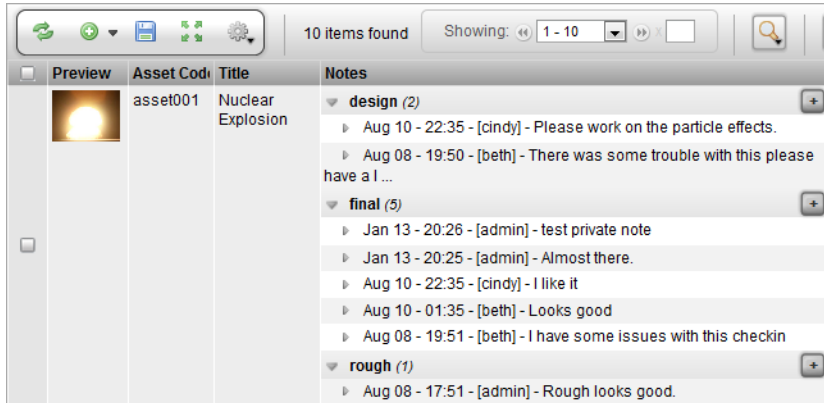 10 items found
Showing:
1 - 10
x
Preview
Asset Code
Title
Notes
asset001
Nuclear
Explosion
design (2)
+
Aug 10 - 22:35 - [cindy] - Please work on the particle effects.
Aug 08 - 19:50 - [beth] - There was some trouble with this please
have a l ...
final (5)
+
Jan 13 - 20:26 - [admin] - test private note
Jan 13 - 20:25 - [admin] - Almost there.
Aug 10 - 22:35 - [cindy] - I like it
Aug 10 - 01:35 - [beth] - Looks good
Aug 08 - 19:51 - [beth] - I have some issues with this checkin
rough (1)
+
Aug 08 - 17:51 - [admin] - Rough looks good.